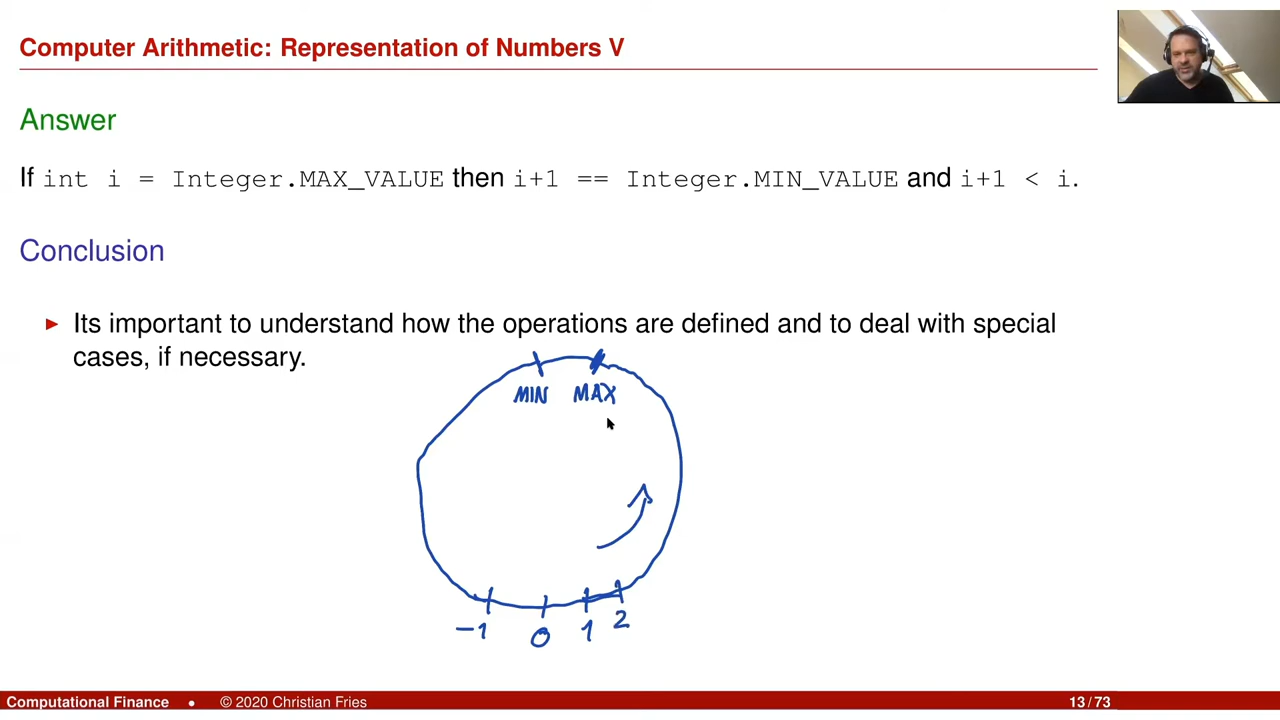 Computer Arithmetic: Representation of Numbers V
Answer
If int i = Integer.MAX_VALUE then i+1 == Integer.MIN_VALUE and i+1 < i.
Conclusion
► Its important to understand how the operations are defined and to deal with special
cases, if necessary.
MIN MAX
-1 0 1 2
Computational Finance • © 2020 Christian Fries 13/73